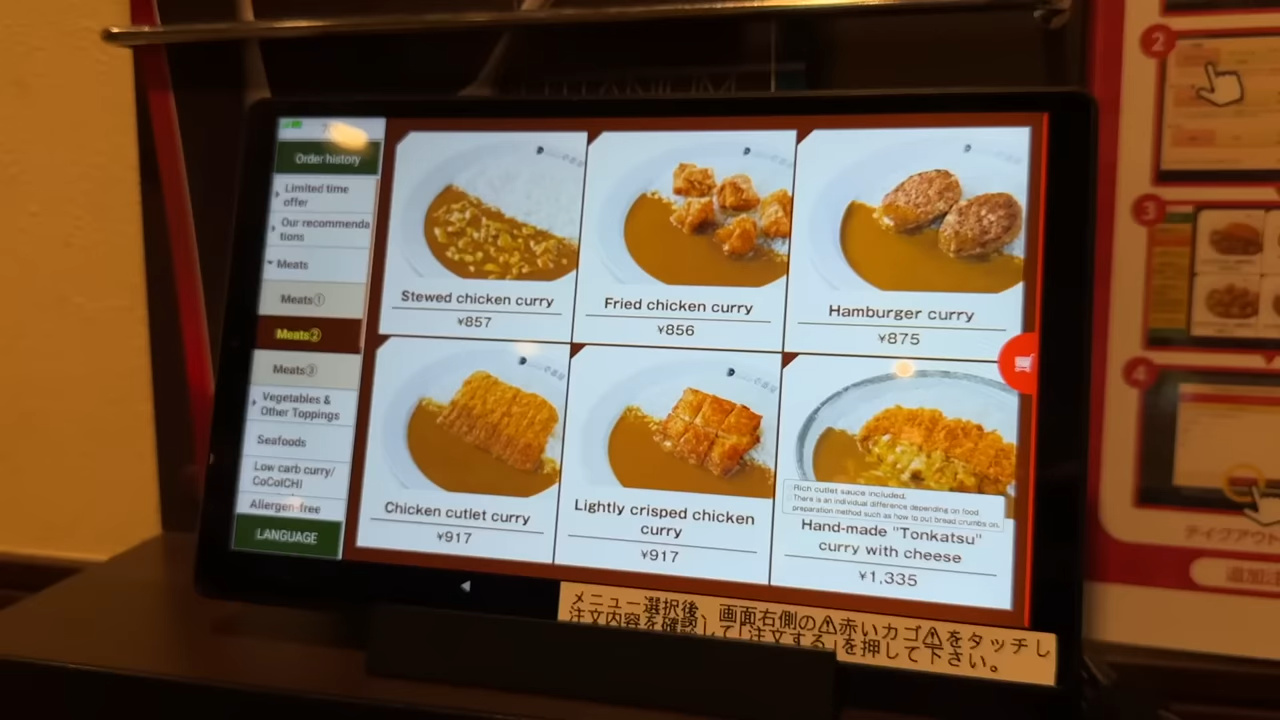 TITANIUM
Order history
Limited time
offer
Our recommenda
tions
Meats
Meats①
Meats②
Meats③
Vegetables &
Other Toppings
Seafoods
Low carb curry/
CoCoICHI
Allergen-free
LANGUAGE
Stewed chicken curry
¥857
Fried chicken curry
¥856
Hamburger curry
¥875
Chicken cutlet curry
¥917
Lightly crisped chicken
curry
¥917
Rich cutlet sauce included.
There is an individual difference depending on food
preparation method such as how to put bread crumbs on.
Hand-made "Tonkatsu"
curry with cheese
¥1,335
メニュー選択後、画面右側の⚠赤いカゴ⚠をタッチし
注文内容を確認して「注文する」を押して下さい。
2
3
4
テイクアウト